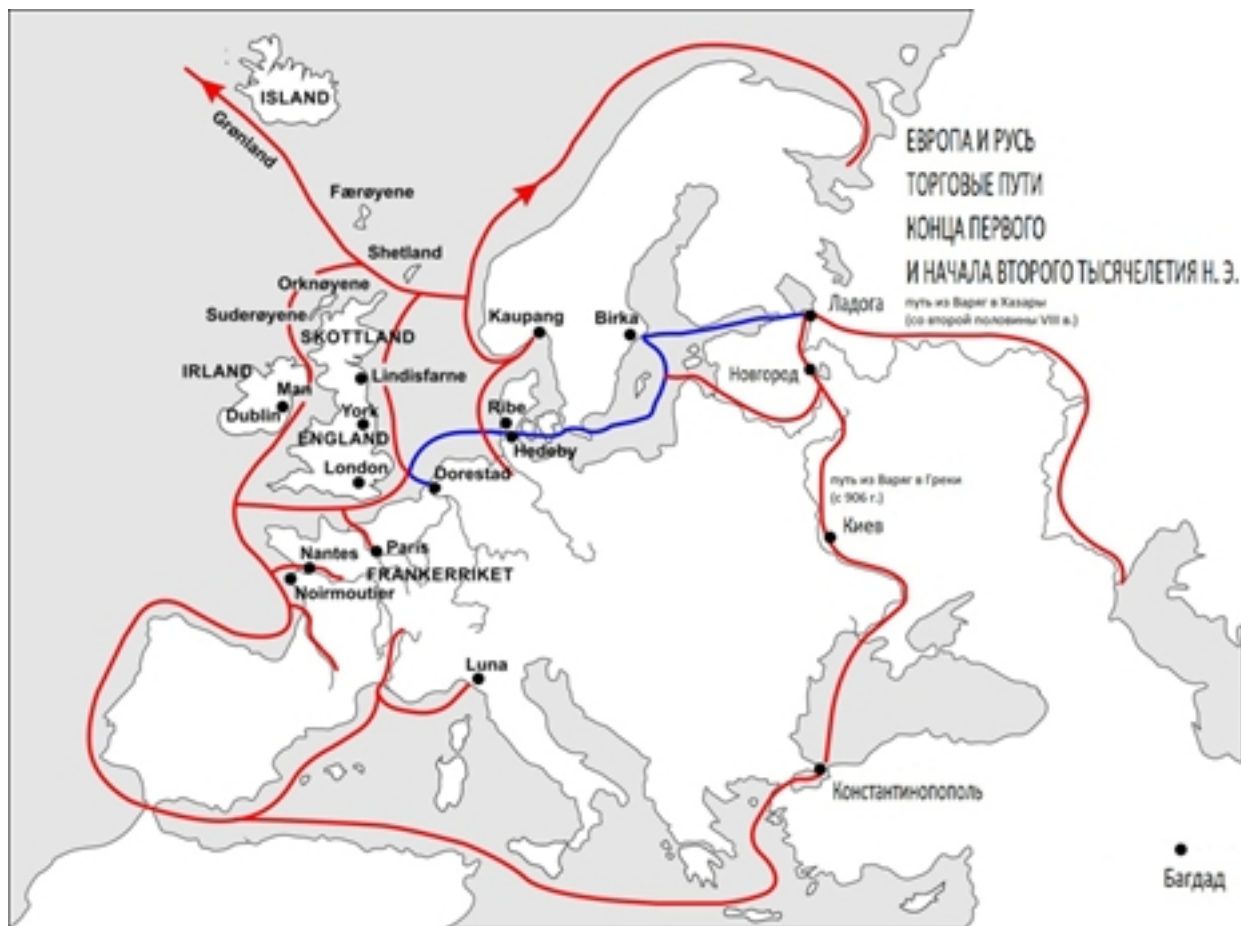 ISLAND
Grønland
Færøyene
Shetland
Orknøyene
Suderøyene
SKOTTLAND
IRLAND
Man
Lindisfarne
Dublin
York
ENGLAND
London
Kaupang
Birka
Ribe
Hedeby
Dorestad
Paris
Nantes
FRANKERRIKET
Noirmoutier
Luna
ЕВРОПА И РУСЬ
ТОРГОВЫЕ ПУТИ
КОНЦА ПЕРВОГО
И НАЧАЛА ВТОРОГО ТЫСЯЧЕЛЕТИЯ Н. Э.
Ладога
путь из Варяг в Хазары
(со второй половины VIII в.)
Новгород
путь из Варяг в Греки
(с 906 г.)
Киев
Константинопополь
Багдад